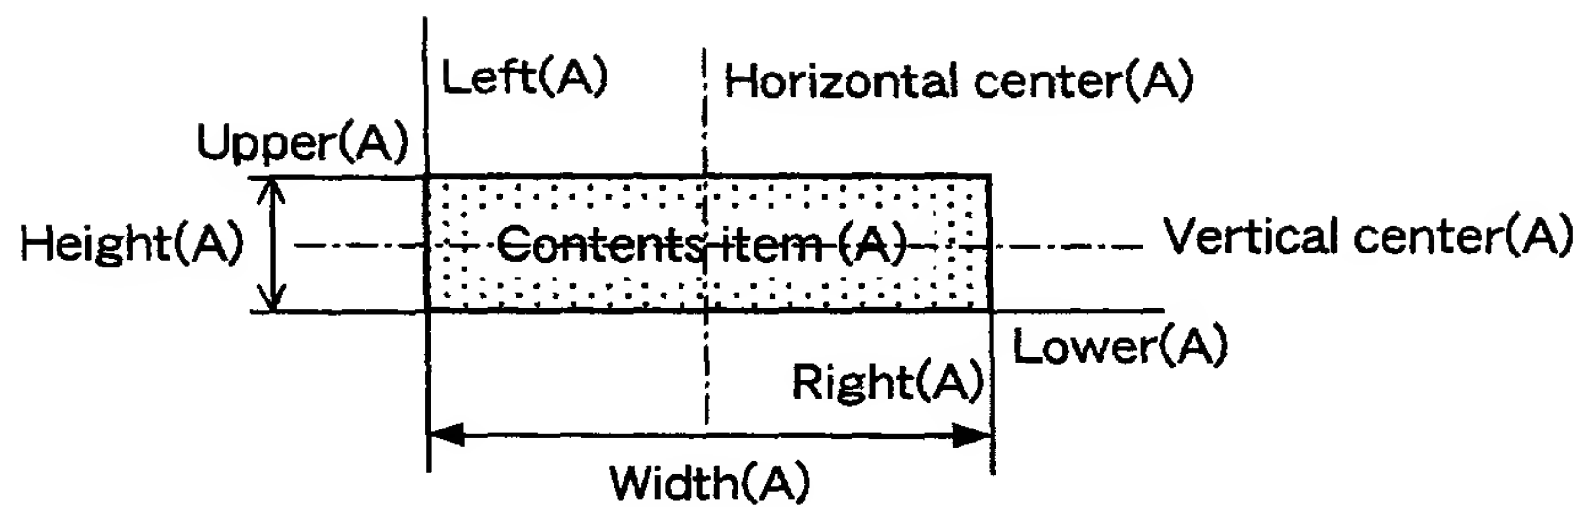 Left(A)
Horizontal center(A)
Upper(A)
Height(A)
Contents item (A)
Vertical center(A)
Lower(A)
Right(A)
Width(A)